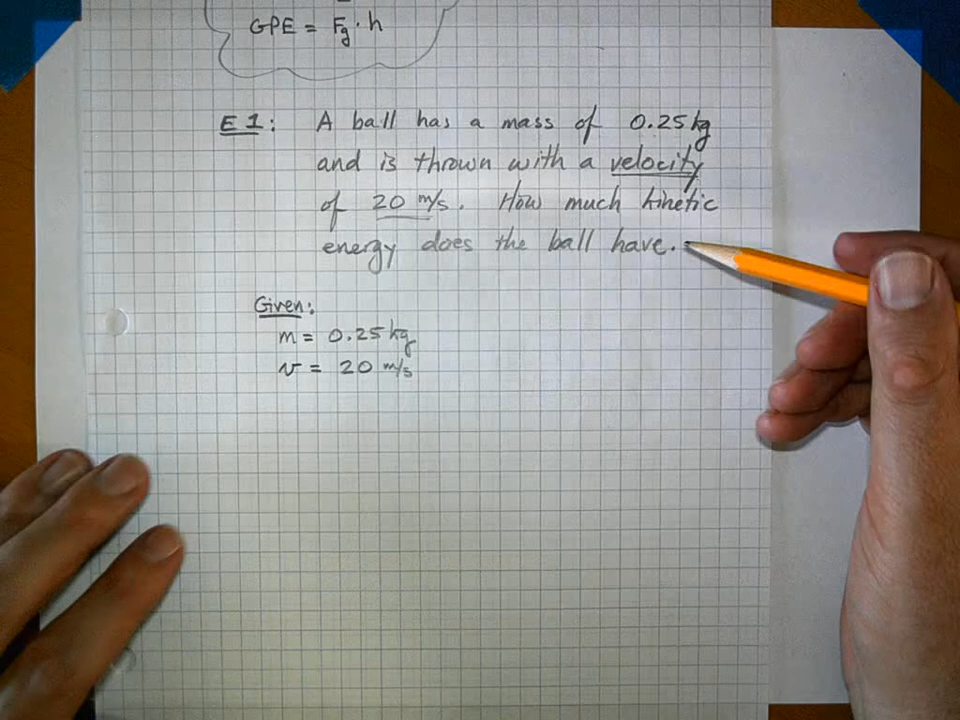 GPE = Fg · h
E1: A ball has a mass of 0.25 kg
and is thrown with a velocity
of 20 m/s. How much kinetic
energy does the ball have.
Given:
m = 0.25 kg
v = 20 m/s